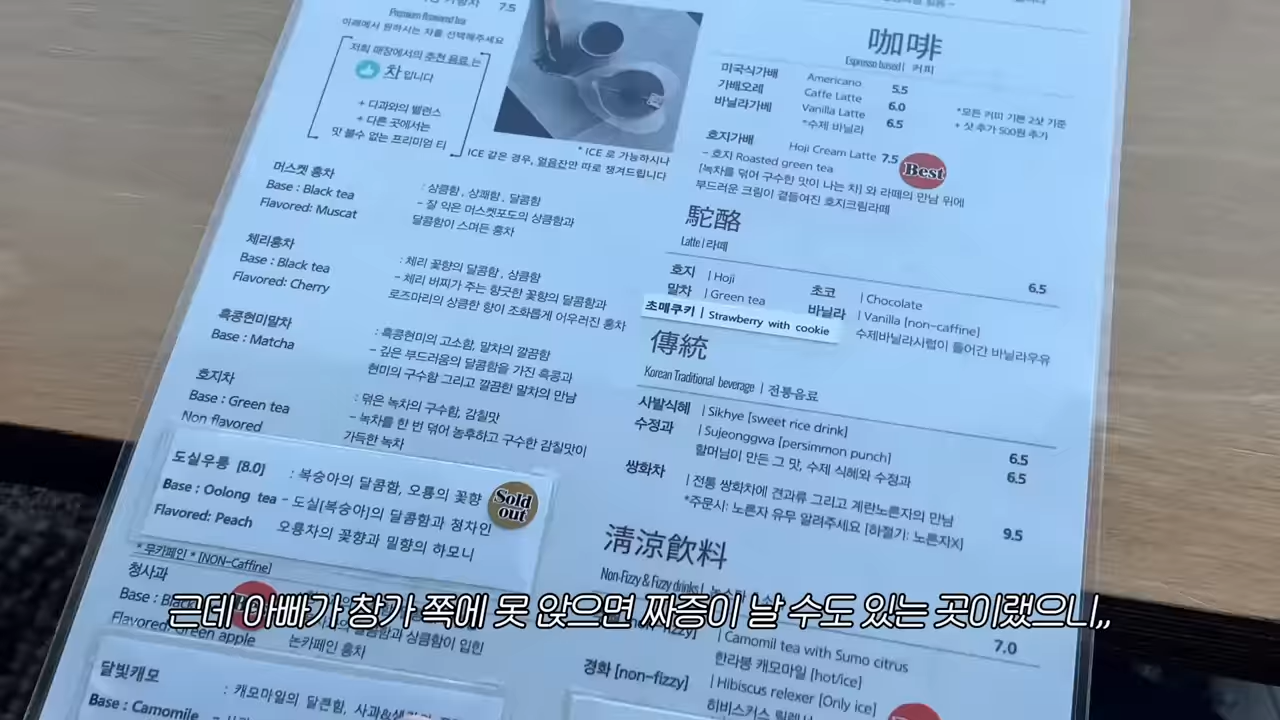 7.5
Premium flavored tea
아래에서 원하시는 차를 선택해주세요
저희 매장에서의 추천 음료 는
차 입니다
+ 다과와의 밸런스
+ 다른 곳에서는
맛 볼수 없는 프리미엄 티
* ICE 로 가능하시나
ICE 같은 경우, 얼음잔만 따로 챙겨드립니다
머스켓 홍차
Base : Black tea
Flavored: Muscat
: 상큼함 , 상쾌함 , 달콤함
- 잘 익은 머스켓포도의 상큼함과
달콤함이 스며든 홍차
체리홍차
Base : Black tea
Flavored: Cherry
: 체리 꽃향의 달콤함 , 상큼함
- 체리 버찌가 주는 향긋한 꽃향의 달콤함과
로즈마리의 상큼한 향이 조화롭게 어우러진 홍차
흑콩현미말차
Base : Matcha
: 흑콩현미의 고소함, 말차의 깔끔함
- 깊은 부드러움의 달콤함을 가진 흑콩과
현미의 구수함 그리고 깔끔한 말차의 만남
호지차
Base : Green tea
Non flavored
: 덖은 녹차의 구수함, 감칠맛
- 녹차를 한 번 덖어 농후하고 구수한 감칠맛이
가득한 녹차
도실우롱 [8.0]
Base : Oolong tea
Flavored: Peach
: 복숭아의 달콤함, 오룡의 꽃향
- 도실[복숭아]의 달콤함과 청차인
오룡차의 꽃향과 밀향의 하모니
Sold out
* 무카페인 * [NON-Caffine]
청사과
Base : Black
Flavored: Green apple
달콤함과 상큼함이 입힌
논카페인 홍차
달빛캐모
Base : Camomile
: 캐모마일의 달콘함,
咖啡
Espresso based | 커피
미국식가배 Americano 5.5
가배오레 Caffe Latte 6.0
바닐라가배 Vanilla Latte 6.5
*수제 바닐라
*모든 커피 기본 2샷 기준
+ 샷 추가 500원 추가
호지가배 Hoji Cream Latte 7.5 Best
- 호지 Roasted green tea
[녹차를 덖어 구수한 맛이 나는 차] 와 라떼의 만남 위에
부드러운 크림이 곁들여진 호지크림라떼
駝酪
Latte | 라떼
호지 | Hoji
말차 | Green tea
초코 | Chocolate 6.5
바닐라 | Vanilla [non-caffine]
수제바닐라시럽이 들어간 바닐라우유
초매쿠키 | Strawberry with cookie
傳統
Korean Traditional beverage | 전통음료
사발식혜 | Sikhye [sweet rice drink] 6.5
수정과 | Sujeonggwa [persimmon punch] 6.5
할머님이 만든 그 맛, 수제 식혜와 수정과
쌍화차 | 전통 쌍화차에 견과류 그리고 계란노른자의 만남 9.5
*주문시: 노른자 유무 알려주세요 [하절기: 노른자X]
淸涼飮料
Non-Fizzy & Fizzy drinks |
| Camomil tea with Sumo citrus 7.0
한라봉 캐모마일 [hot/ice]
경화 [non-fizzy] | Hibiscus relexer [Only ice]
근데 아빠가 창가 쪽에 못 앉으면 짜증이 날 수도 있는 곳이랬으니,,